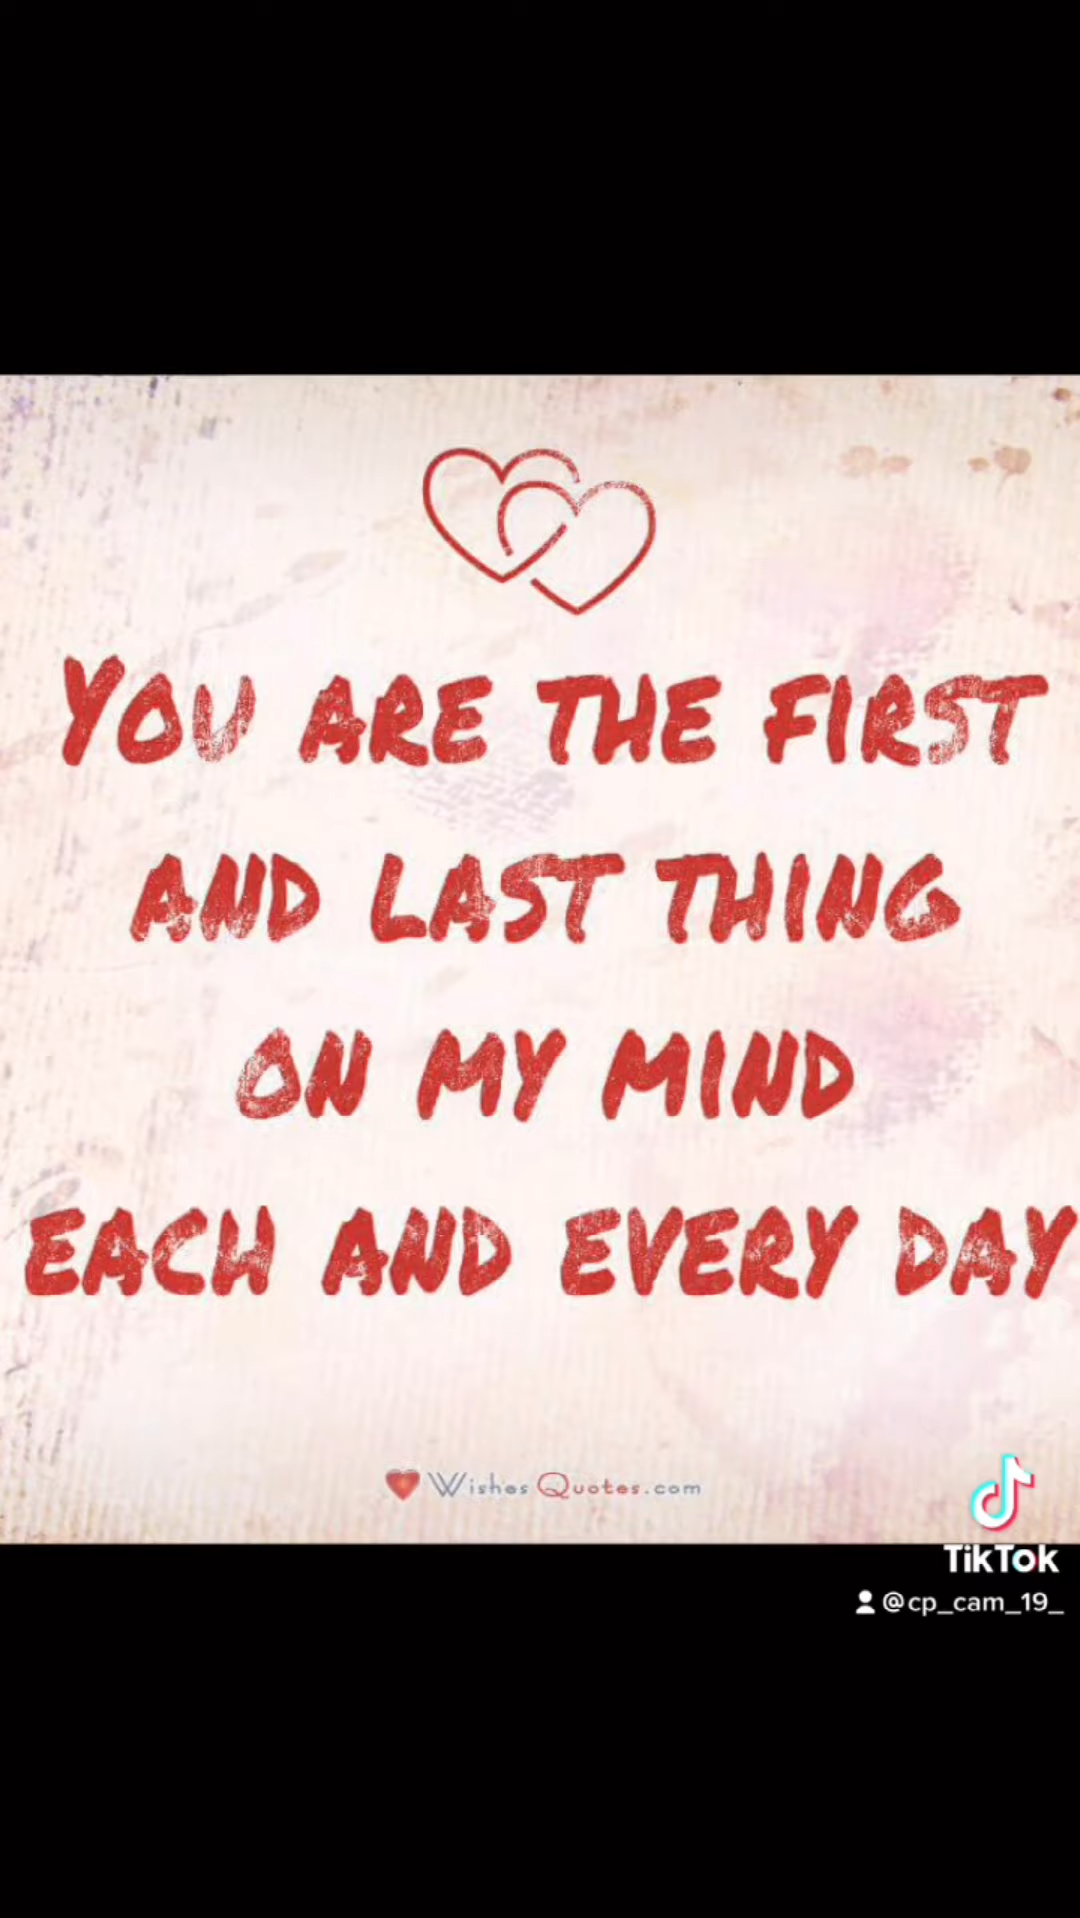 You are the first
and last thing
on my mind
each and every day
WishesQuotes.com
TikTok
@cp_cam_19_